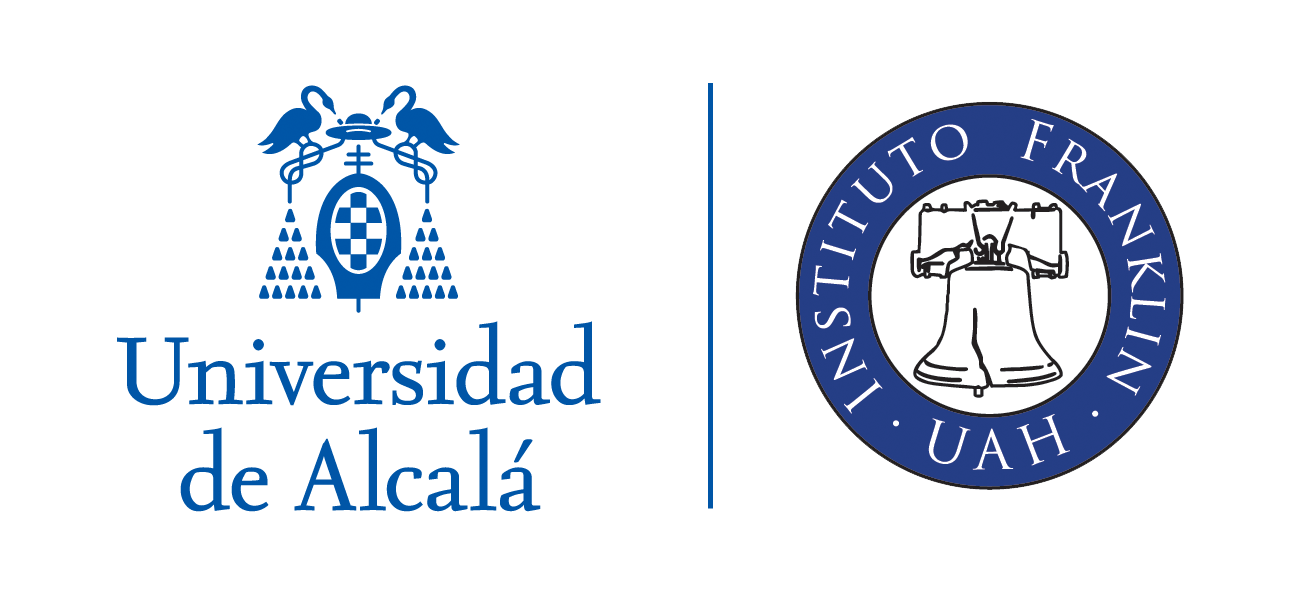 Universidad
de Alcalá
INSTITUTO FRANKLIN
· UAH ·